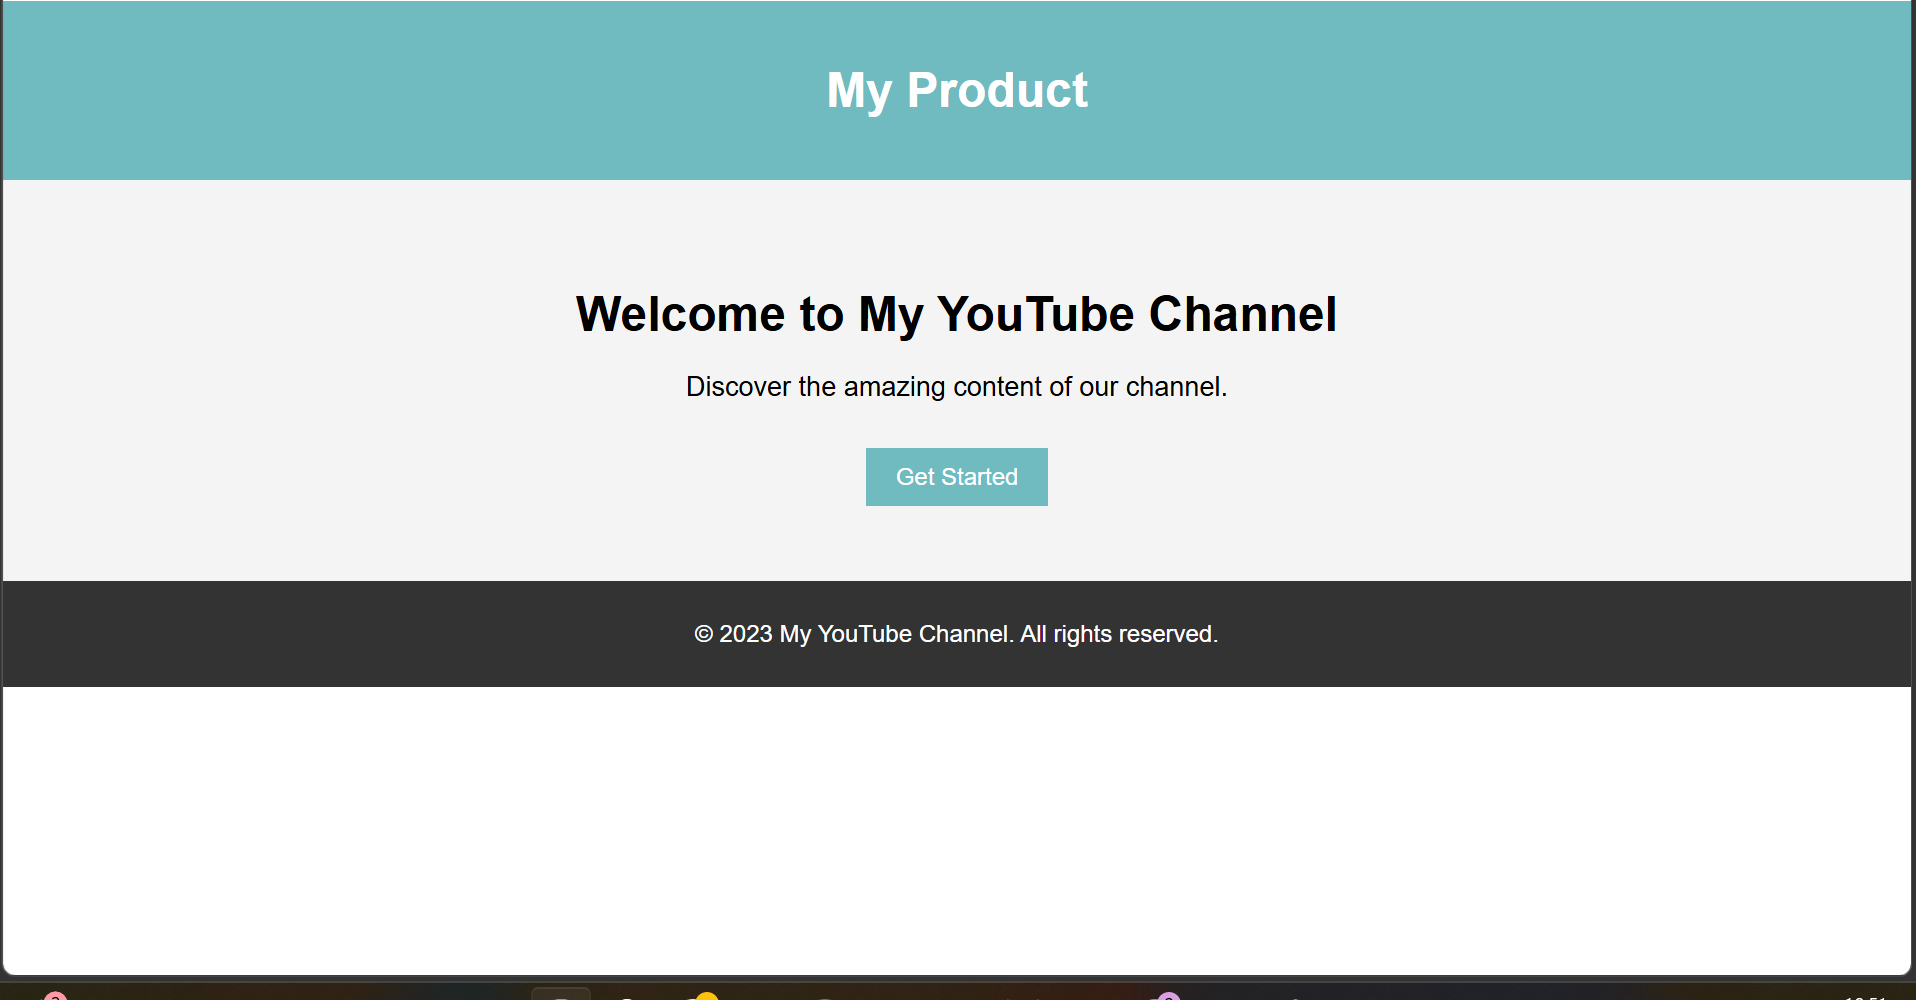 My Product
Welcome to My YouTube Channel
Discover the amazing content of our channel.
Get Started
© 2023 My YouTube Channel. All rights reserved.